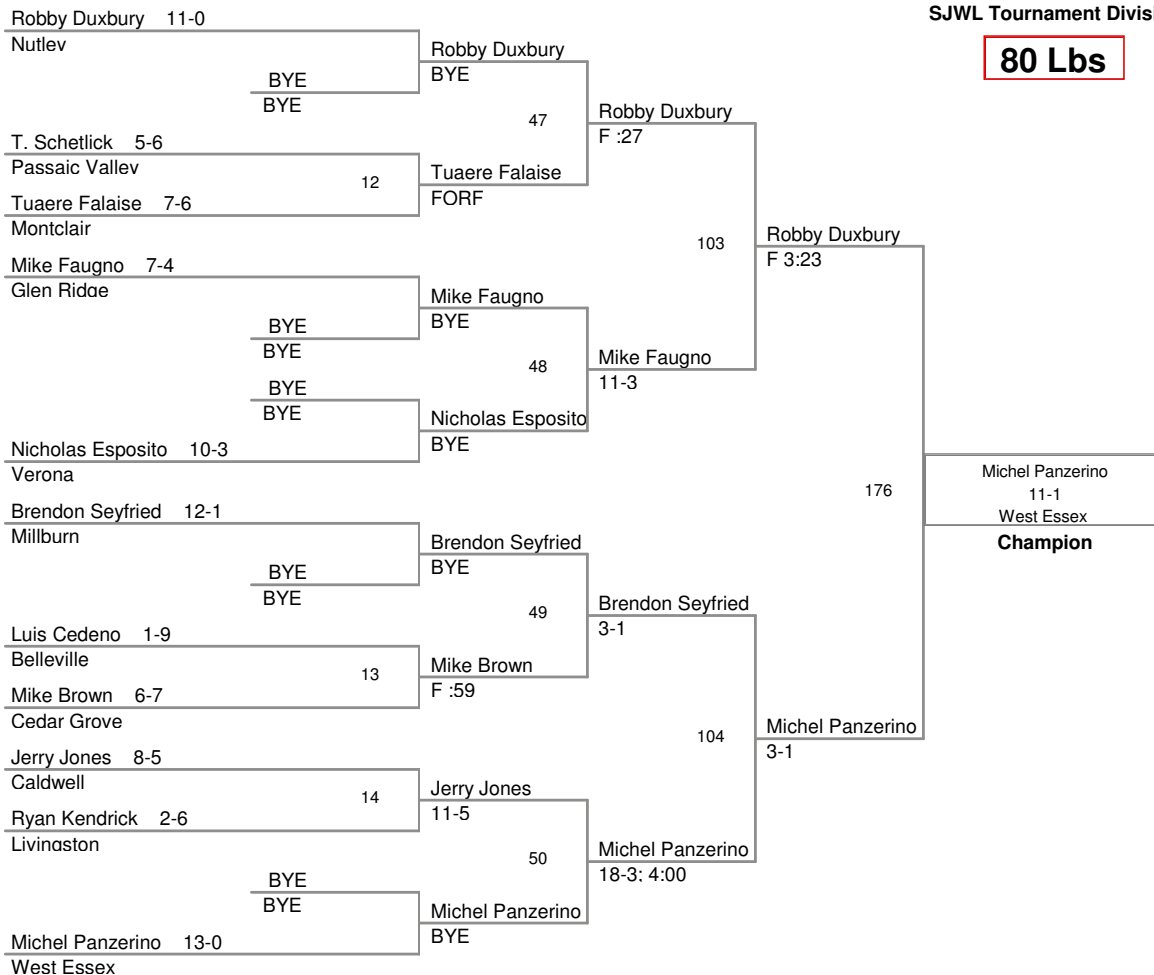 SJWL Tournament Divisi
80 Lbs
Robby Duxbury 11-0
Nutley
BYE
BYE
T. Schetlick 5-6
Passaic Valley
12
Tuaere Falaise 7-6
Montclair
Mike Faugno 7-4
Glen Ridge
BYE
BYE
BYE
BYE
Nicholas Esposito 10-3
Verona
Brendon Seyfried 12-1
Millburn
BYE
BYE
Luis Cedeno 1-9
Belleville
13
Mike Brown 6-7
Cedar Grove
Jerry Jones 8-5
Caldwell
14
Ryan Kendrick 2-6
Livingston
BYE
BYE
Michel Panzerino 13-0
West Essex
Robby Duxbury
BYE
47
Tuaere Falaise
FORF
Mike Faugno
BYE
48
Nicholas Esposito
BYE
Brendon Seyfried
BYE
49
Mike Brown
F :59
Jerry Jones
11-5
50
Michel Panzerino
BYE
Robby Duxbury
F :27
103
Mike Faugno
11-3
Brendon Seyfried
3-1
104
Michel Panzerino
18-3; 4:00
Robby Duxbury
F 3:23
176
Michel Panzerino
3-1
Michel Panzerino
11-1
West Essex
Champion